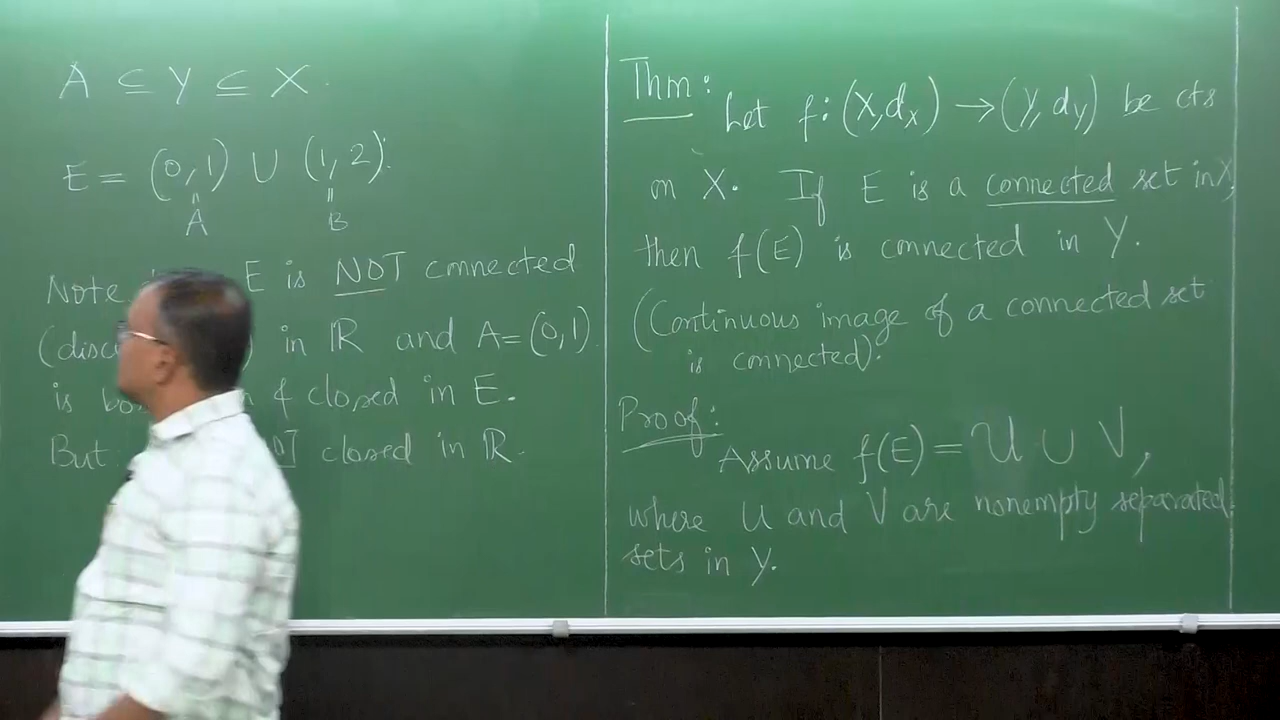 A ⊆ Y ⊆ X.
E = (0,1) ∪ (1,2).
A B
Note E is NOT connected
in ℝ and A=(0,1)
is & closed in E.
But closed in ℝ.
Thm: Let f: (X,dx) → (Y,dy) be cts
on X. If E is a connected set in X,
then f(E) is connected in Y.
(Continuous image of a connected set
is connected).
Proof:
Assume f(E) = U ∪ V,
where U and V are nonempty separated
sets in Y.